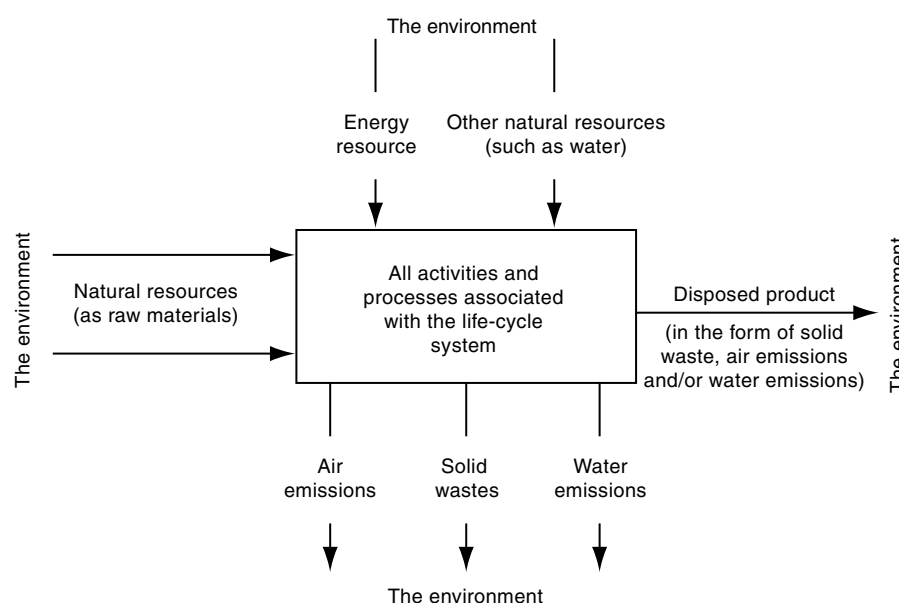 The environment
Energy
resource
Other natural resources
(such as water)
The environment
Natural resources
(as raw materials)
All activities and
processes associated
with the life-cycle
system
Disposed product
(in the form of solid
waste, air emissions
and/or water emissions)
The environment
Air
emissions
Solid
wastes
Water
emissions
The environment